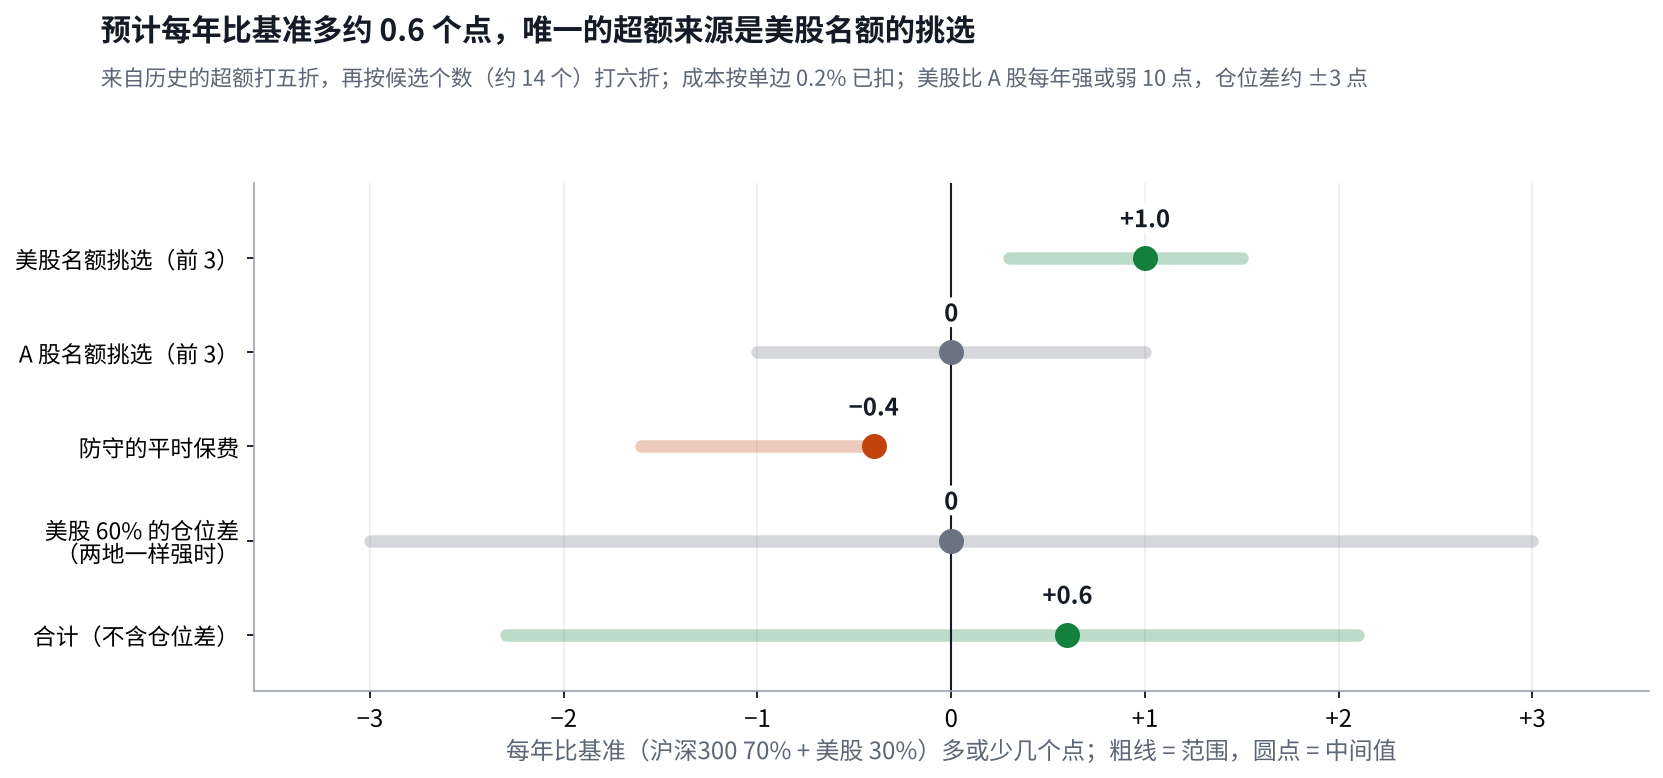 预计每年比基准多约 0.6 个点，唯一的超额来源是美股名额的挑选
来自历史的超额打五折，再按候选个数（约 14 个）打六折；成本按单边 0.2% 已扣；美股比 A 股每年强或弱 10 点，仓位差约 ±3 点
+1.0
美股名额挑选（前 3）
0
A 股名额挑选（前 3）
−0.4
防守的平时保费
0
美股 60% 的仓位差
（两地一样强时）
+0.6
合计（不含仓位差）
−3 −2 −1 0 +1 +2 +3
每年比基准（沪深300 70% + 美股 30%）多或少几个点；粗线 = 范围，圆点 = 中间值